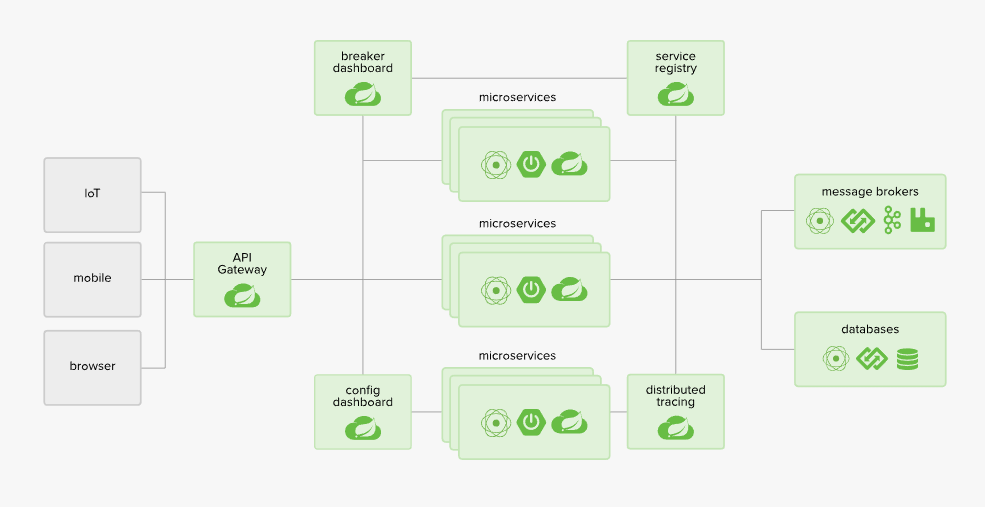 breaker
dashboard
service
registry
microservices
IoT
message brokers
microservices
mobile
API
Gateway
databases
microservices
browser
config
dashboard
distributed
tracing